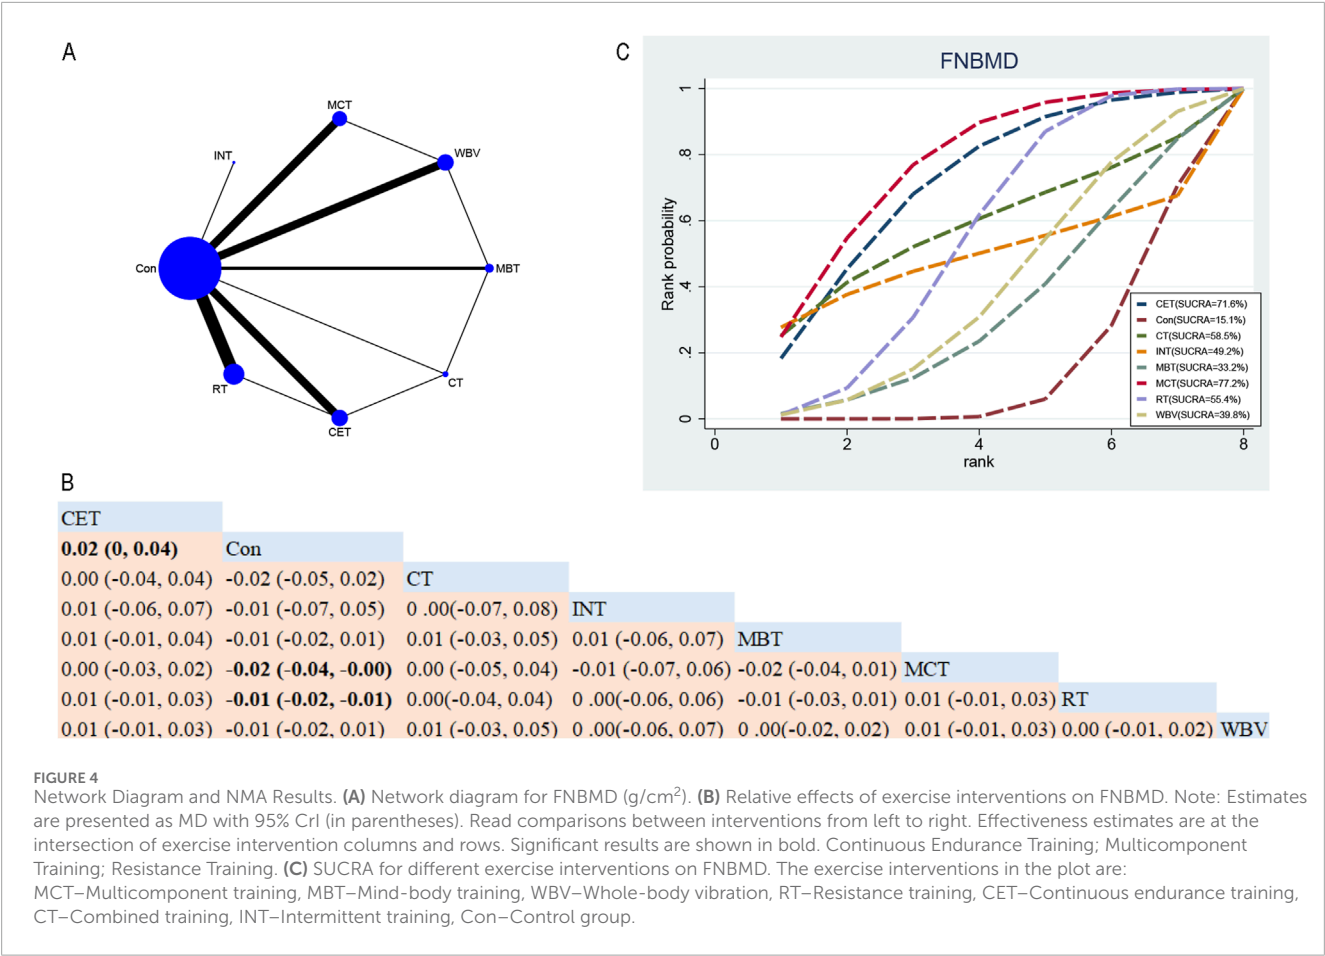 A
MCT
INT
WBV
Con
MBT
RT
CT
CET
C
FNBMD
Rank probability
1
.8
.6
.4
.2
0
0 2 4 6 8
rank
CET(SUCRA=71.6%)
Con(SUCRA=15.1%)
CT(SUCRA=58.5%)
INT(SUCRA=49.2%)
MBT(SUCRA=33.2%)
MCT(SUCRA=77.2%)
RT(SUCRA=55.4%)
WBV(SUCRA=39.8%)
B
CET
0.02 (0, 0.04) Con
0.00 (-0.04, 0.04) -0.02 (-0.05, 0.02) CT
0.01 (-0.06, 0.07) -0.01 (-0.07, 0.05) 0 .00(-0.07, 0.08) INT
0.01 (-0.01, 0.04) -0.01 (-0.02, 0.01) 0.01 (-0.03, 0.05) 0.01 (-0.06, 0.07) MBT
0.00 (-0.03, 0.02) -0.02 (-0.04, -0.00) 0.00 (-0.05, 0.04) -0.01 (-0.07, 0.06) -0.02 (-0.04, 0.01) MCT
0.01 (-0.01, 0.03) -0.01 (-0.02, -0.01) 0.00(-0.04, 0.04) 0 .00(-0.06, 0.06) -0.01 (-0.03, 0.01) 0.01 (-0.01, 0.03) RT
0.01 (-0.01, 0.03) -0.01 (-0.02, 0.01) 0.01 (-0.03, 0.05) 0 .00(-0.06, 0.07) 0 .00(-0.02, 0.02) 0.01 (-0.01, 0.03) 0.00 (-0.01, 0.02) WBV
FIGURE 4
Network Diagram and NMA Results. (A) Network diagram for FNBMD (g/cm²). (B) Relative effects of exercise interventions on FNBMD. Note: Estimates
are presented as MD with 95% CrI (in parentheses). Read comparisons between interventions from left to right. Effectiveness estimates are at the
intersection of exercise intervention columns and rows. Significant results are shown in bold. Continuous Endurance Training; Multicomponent
Training; Resistance Training. (C) SUCRA for different exercise interventions on FNBMD. The exercise interventions in the plot are:
MCT–Multicomponent training, MBT–Mind-body training, WBV–Whole-body vibration, RT–Resistance training, CET–Continuous endurance training,
CT–Combined training, INT–Intermittent training, Con–Control group.